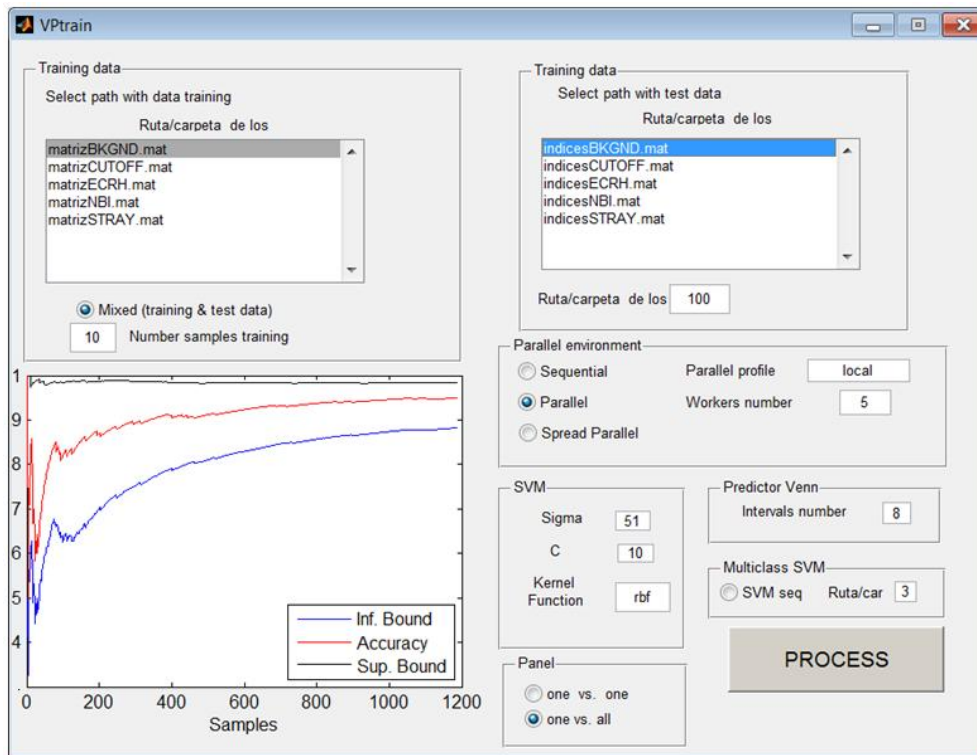 VPtrain
Training data
Select path with data training
Ruta/carpeta de los
matrizBKGND.mat
matrizCUTOFF.mat
matrizECRH.mat
matrizNBI.mat
matrizSTRAY.mat
Mixed (training & test data)
10 Number samples training
Training data
Select path with test data
Ruta/carpeta de los
indicesBKGND.mat
indicesCUTOFF.mat
indicesECRH.mat
indicesNBI.mat
indicesSTRAY.mat
Ruta/carpeta de los 100
Parallel environment
Sequential Parallel profile local
Parallel Workers number 5
Spread Parallel
1
9
8
7
6
5
4
Inf. Bound
Accuracy
Sup. Bound
0 200 400 600 800 1000 1200
Samples
SVM
Sigma 51
C 10
Kernel
Function rbf
Predictor Venn
Intervals number 8
Multiclass SVM
SVM seq Ruta/car 3
Panel
one vs. one
one vs. all
PROCESS